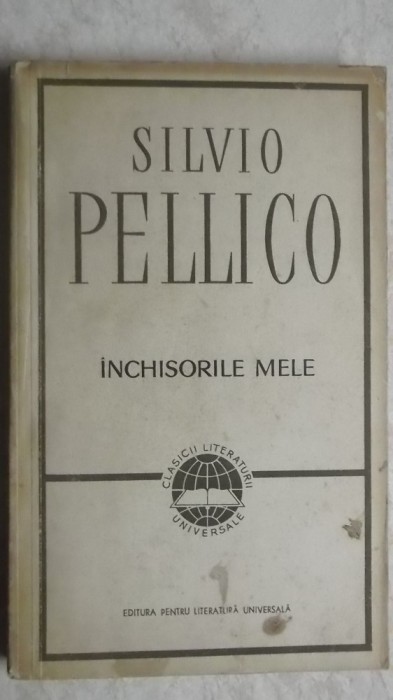 SILVIO
PELLICO
ÎNCHISORILE MELE
CLASICII LITERATURII
UNIVERSALE
EDITURA PENTRU LITERATURĂ UNIVERSALĂ